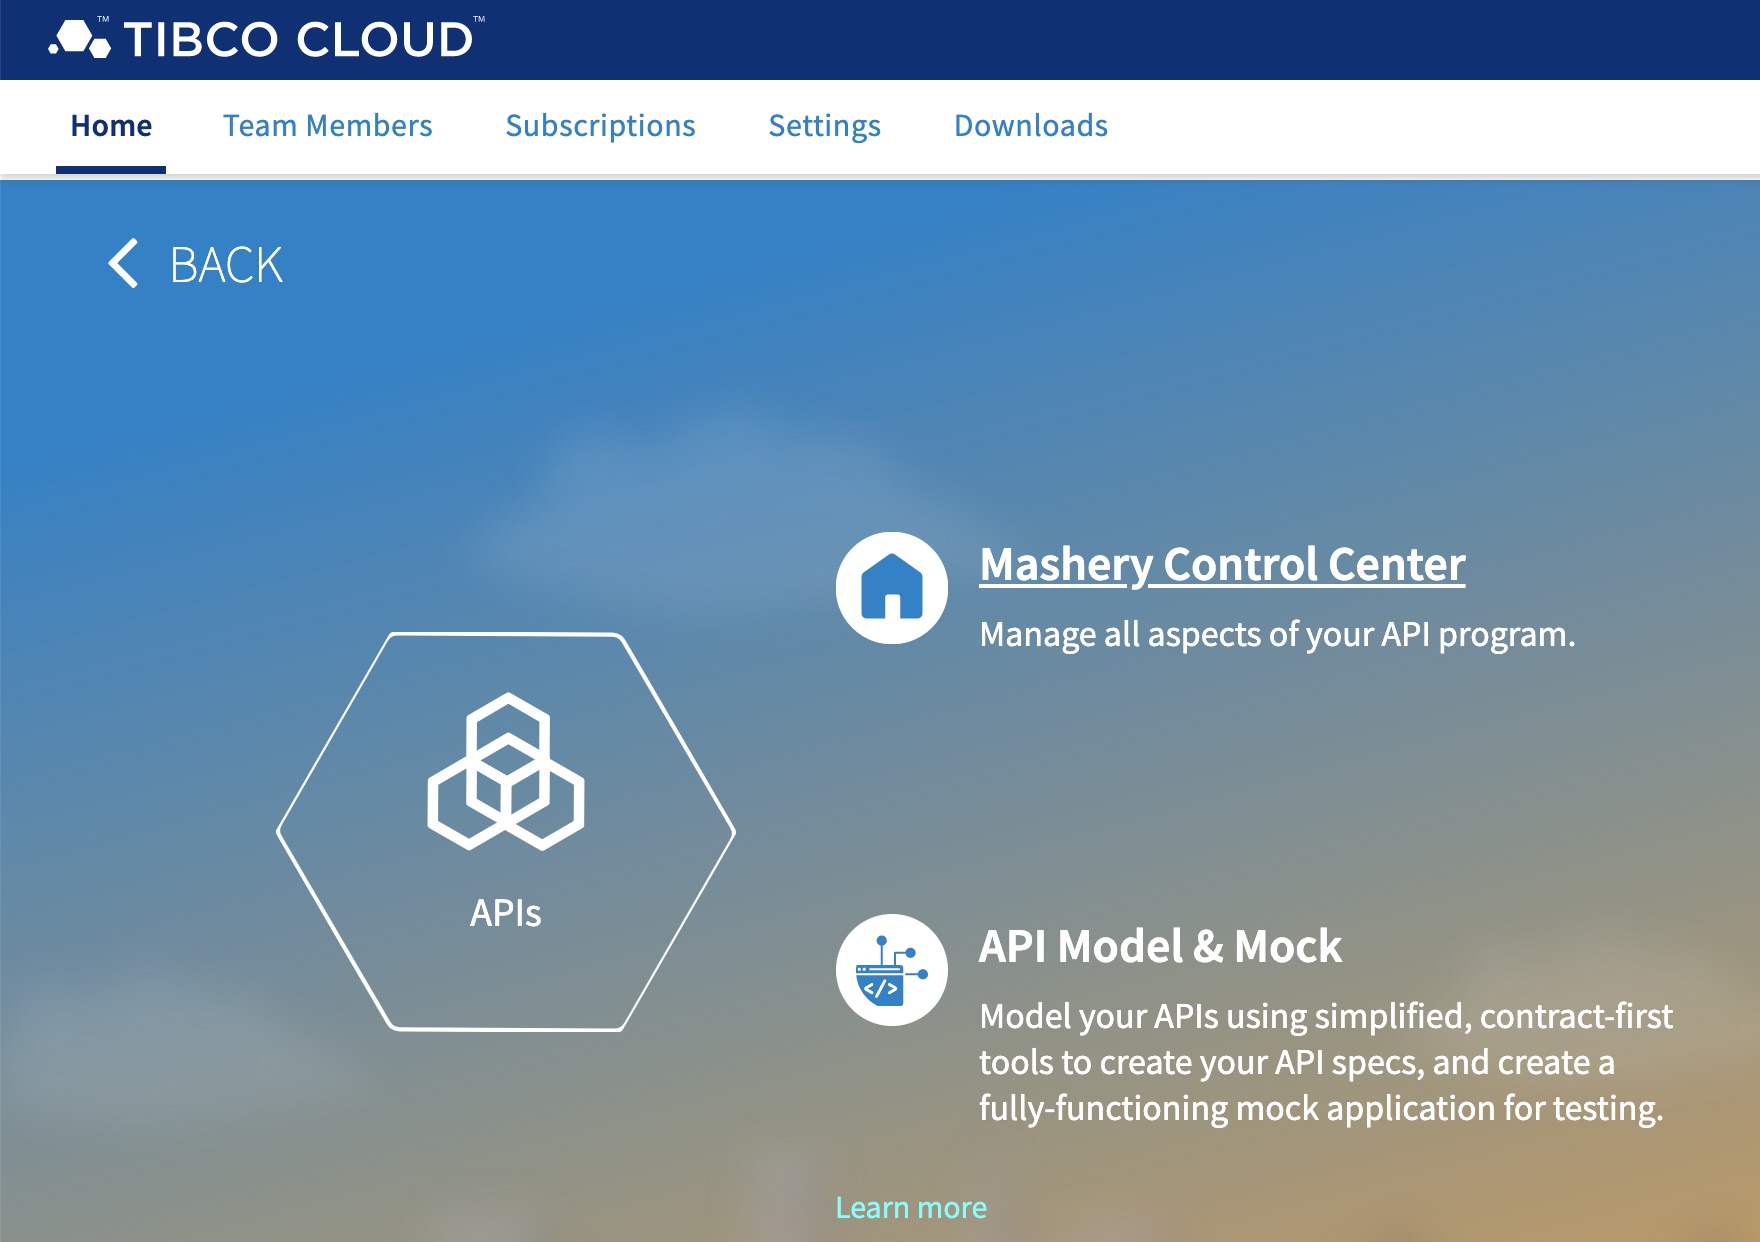 TIBCO CLOUD™
Home Team Members Subscriptions Settings Downloads
BACK
Mashery Control Center
Manage all aspects of your API program.
APIs
API Model & Mock
Model your APIs using simplified, contract-first
tools to create your API specs, and create a
fully-functioning mock application for testing.
Learn more